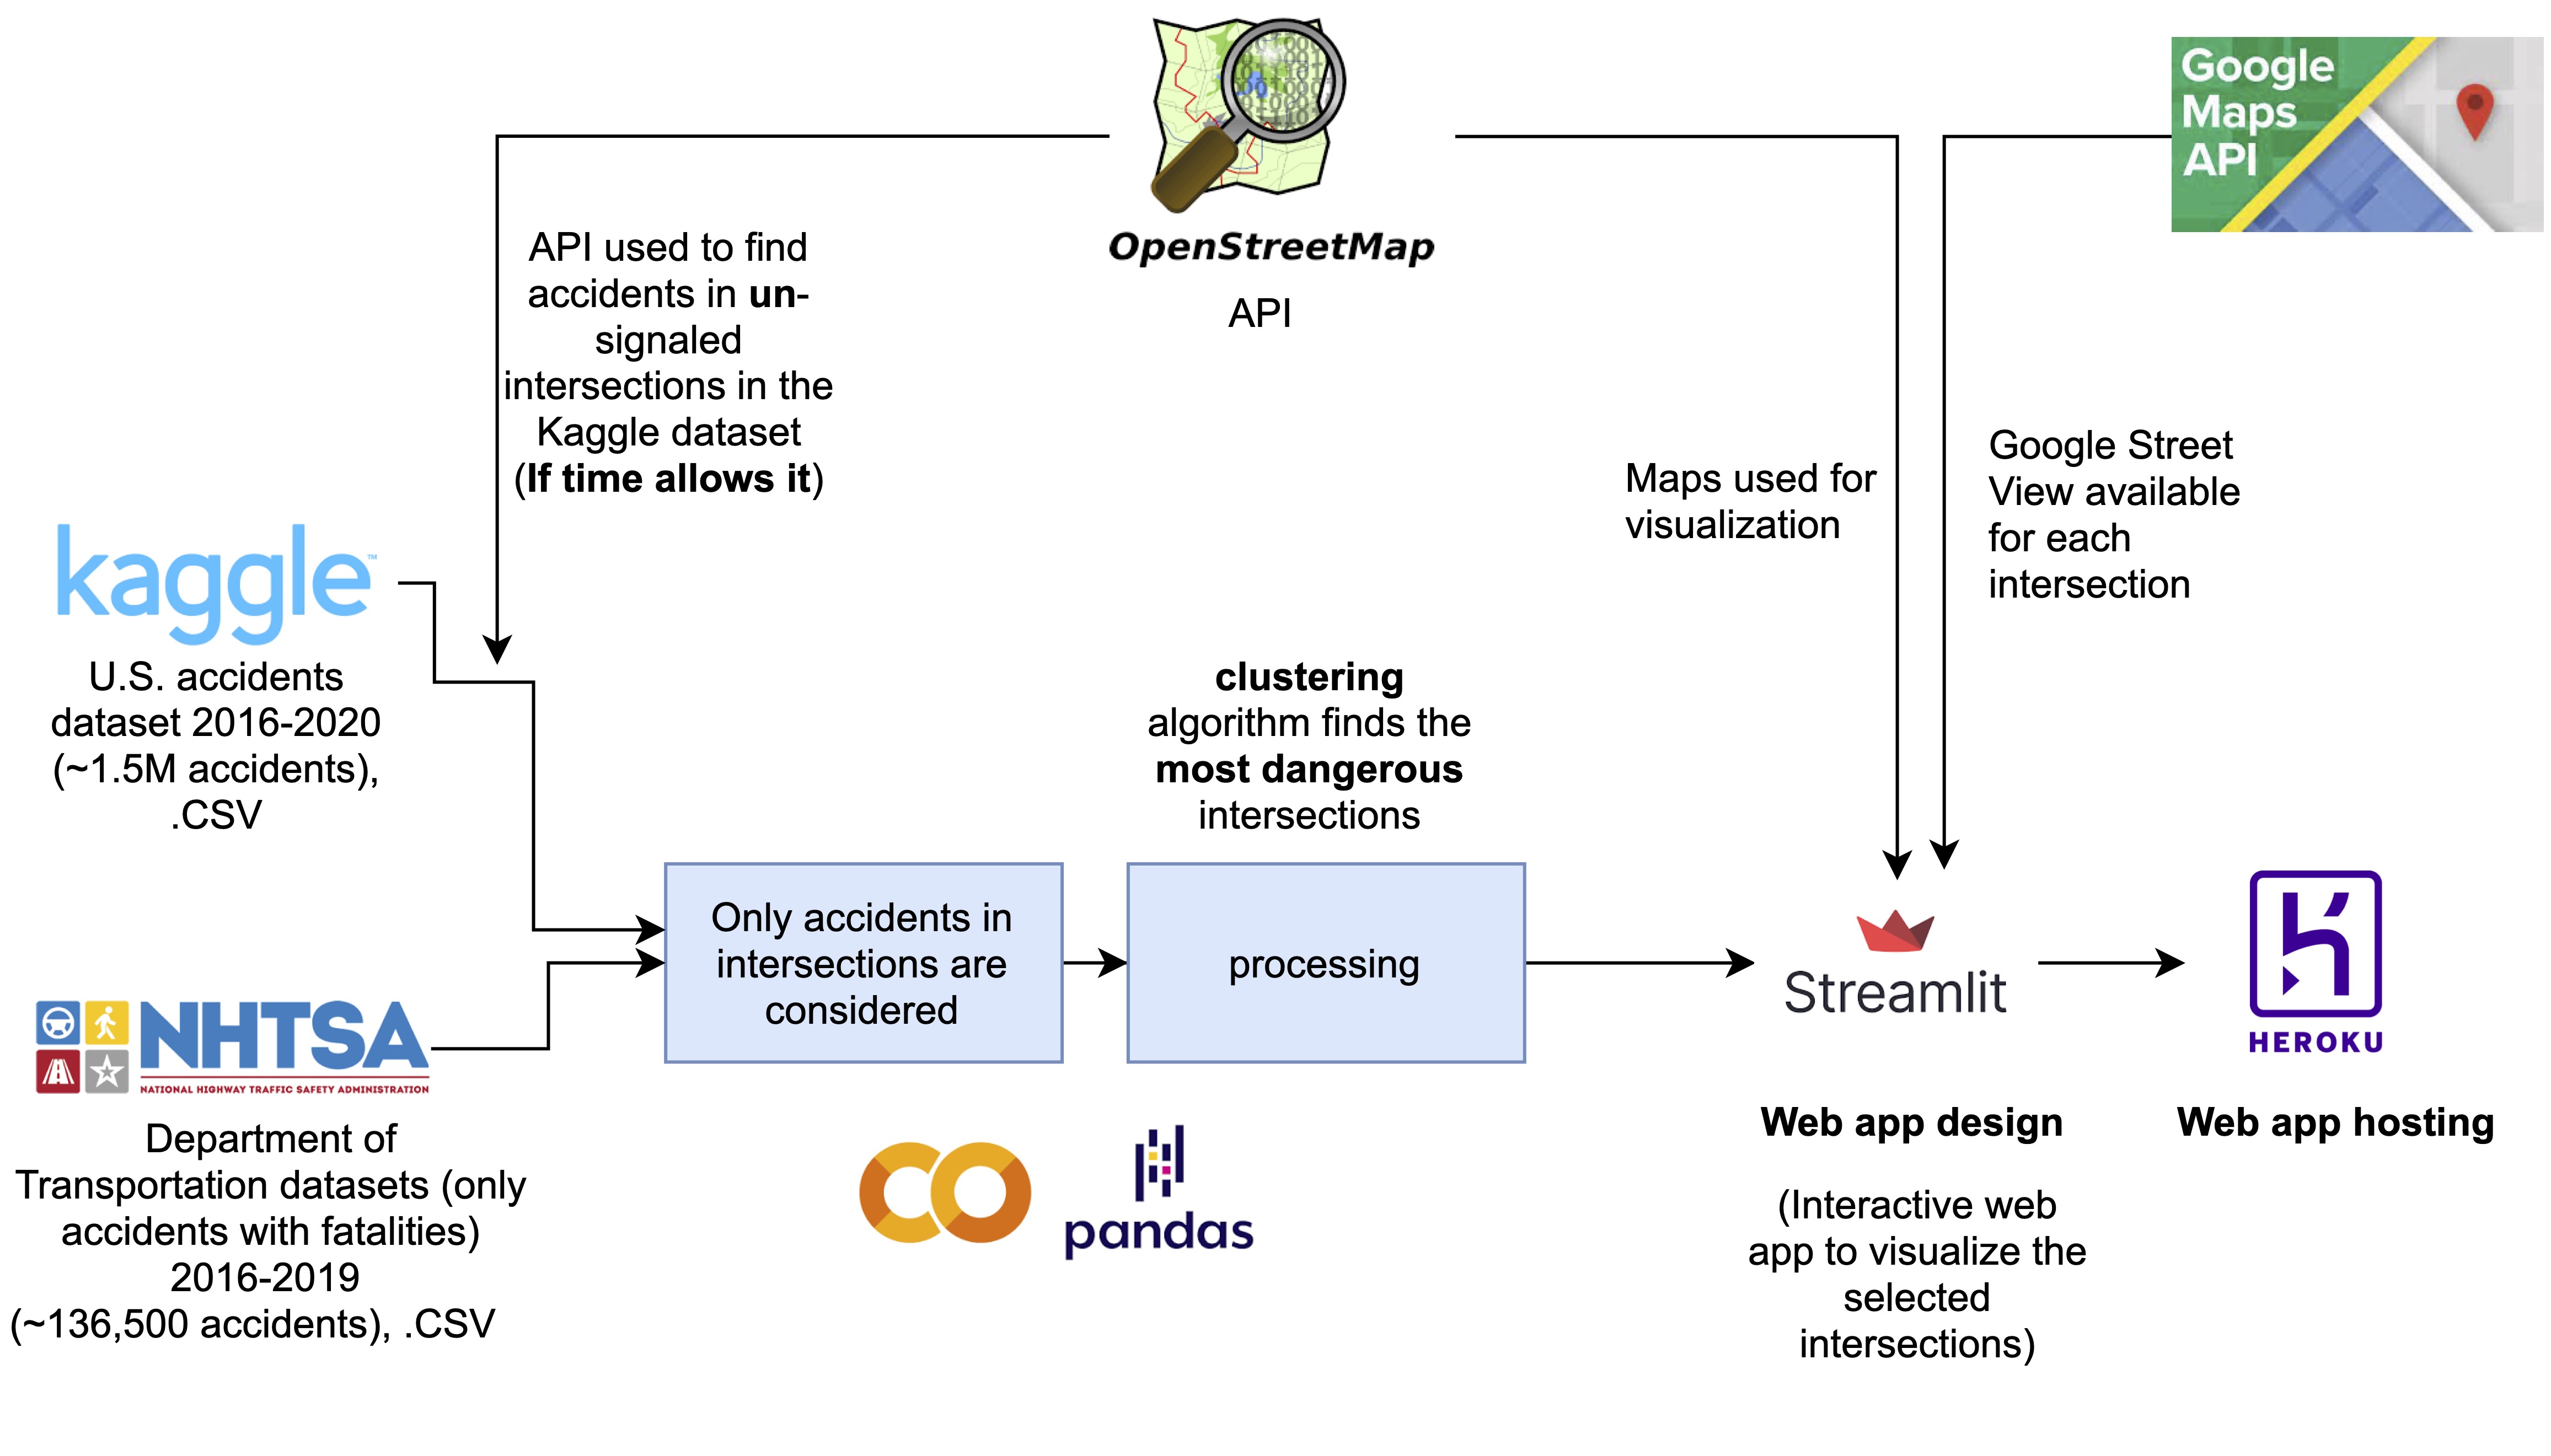 Google
Maps
API
OpenStreetMap
API
API used to find
accidents in un-
signaled
intersections in the
Kaggle dataset
(If time allows it)
Maps used for
visualization
Google Street
View available
for each
intersection
kaggle™
U.S. accidents
dataset 2016-2020
(~1.5M accidents),
.CSV
clustering
algorithm finds the
most dangerous
intersections
Only accidents in
intersections are
considered
processing
Streamlit
HEROKU
NHTSA
NATIONAL HIGHWAY TRAFFIC SAFETY ADMINISTRATION
Department of
Transportation datasets (only
accidents with fatalities)
2016-2019
(~136,500 accidents), .CSV
pandas
Web app design
(Interactive web
app to visualize the
selected
intersections)
Web app hosting